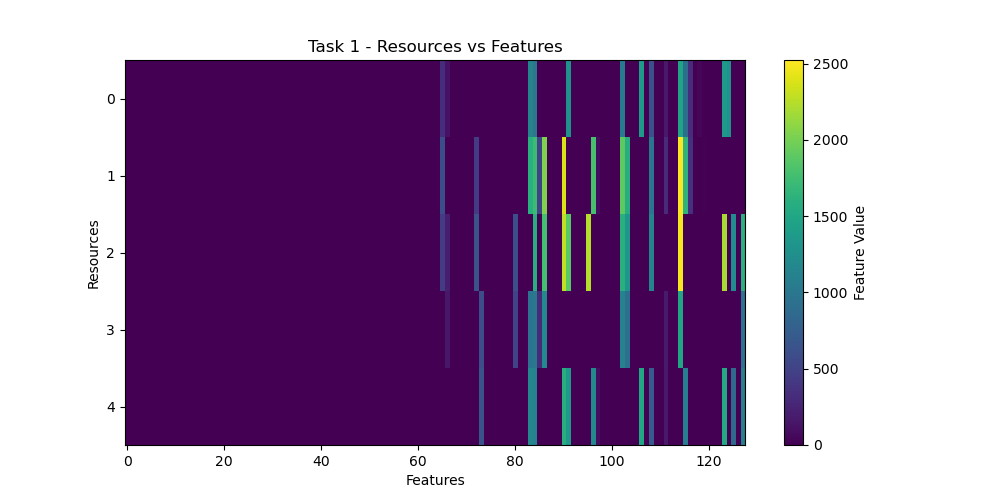 Task 1 - Resources vs Features
Resources
0
1
2
3
4
0 20 40 60 80 100 120
Features
2500
2000
1500
1000
500
0
Feature Value